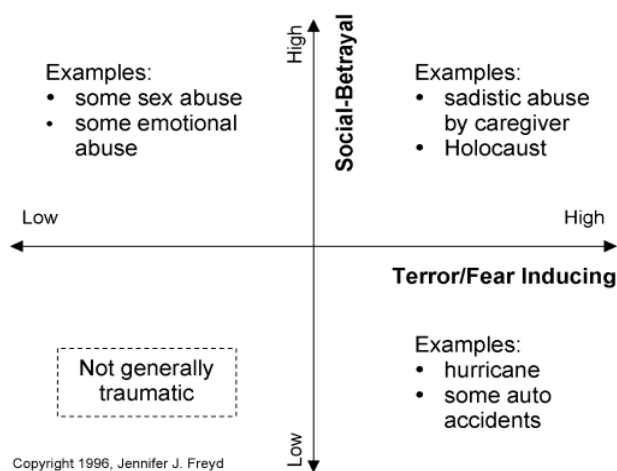 High
Social-Betrayal
Examples:
• some sex abuse
• some emotional
abuse
Examples:
• sadistic abuse
by caregiver
• Holocaust
Low
High
Terror/Fear Inducing
Not generally
traumatic
Examples:
• hurricane
• some auto
accidents
Low
Copyright 1996, Jennifer J. Freyd